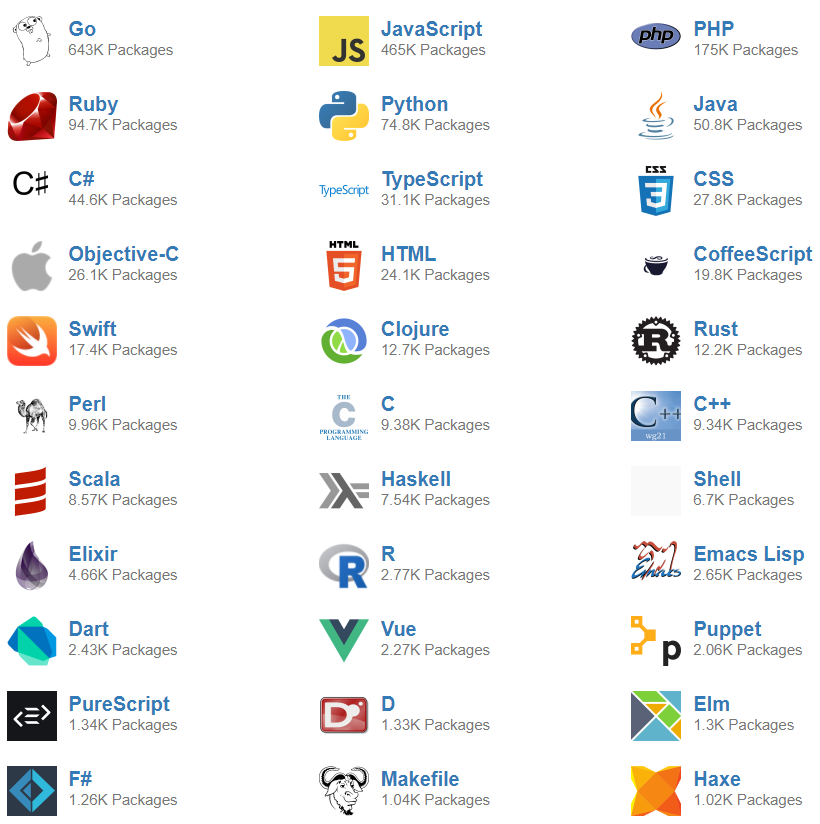 Go
643K Packages
JS
JavaScript
465K Packages
php
PHP
175K Packages
Ruby
94.7K Packages
Python
74.8K Packages
Java
50.8K Packages
C#
C#
44.6K Packages
TypeScript
TypeScript
31.1K Packages
CSS
3
CSS
27.8K Packages
Objective-C
26.1K Packages
HTML
5
HTML
24.1K Packages
CoffeeScript
19.8K Packages
Swift
17.4K Packages
Clojure
12.7K Packages
R
Rust
12.2K Packages
Perl
9.96K Packages
THE
C
PROGRAMMING
LANGUAGE
C
9.38K Packages
C++
wg21
C++
9.34K Packages
Scala
8.57K Packages
Haskell
7.54K Packages
Shell
6.7K Packages
Elixir
4.66K Packages
R
R
2.77K Packages
Emacs
Emacs Lisp
2.65K Packages
Dart
2.43K Packages
Vue
2.27K Packages
p
Puppet
2.06K Packages
PureScript
1.34K Packages
D
D
1.33K Packages
Elm
1.3K Packages
F#
1.26K Packages
Makefile
1.04K Packages
Haxe
1.02K Packages